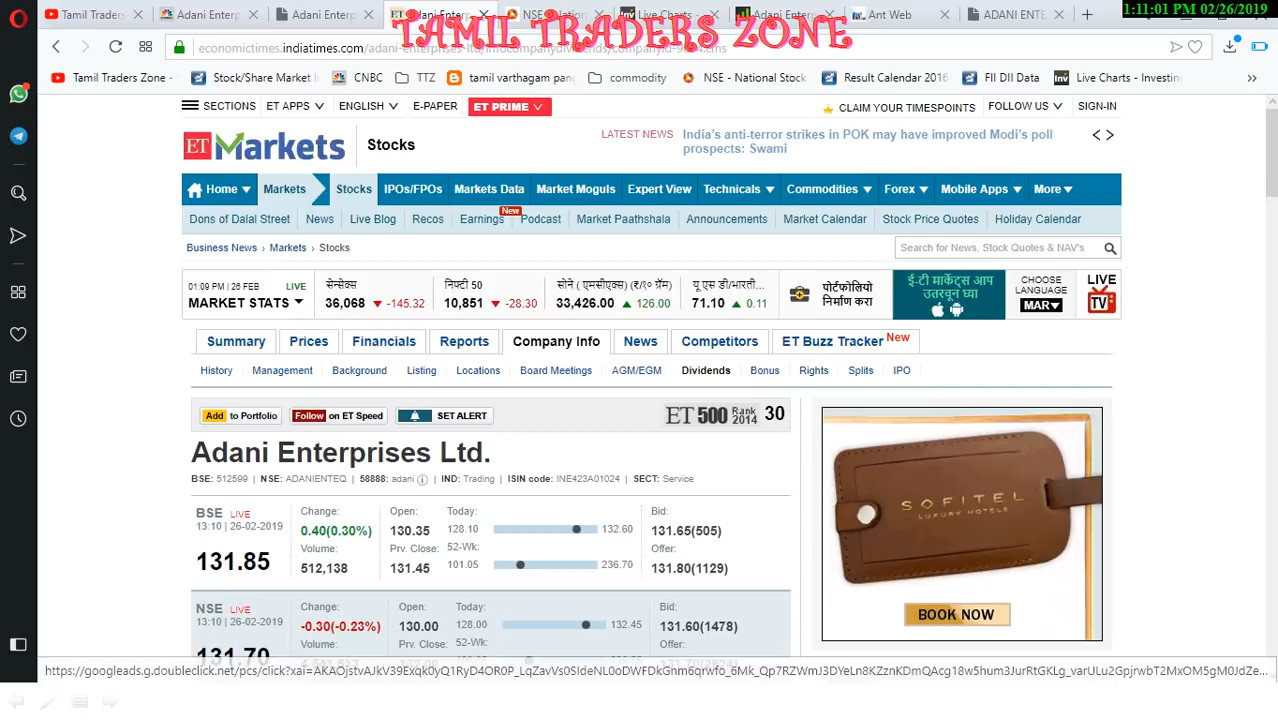 Tamil Traders Z
Adani Enterp
Adani Enterp
NSE
Live Charts -
Adani Enter
Ant Web
ADANI ENTE
1:11:01 PM 02/26/2019
TAMIL TRADERS ZONE
economictimes.indiatimes.com/adani-enterprises-ltd/infocompanydividends/companyid-
Tamil Traders Zone -
Stock/Share Market I
CNBC
TTZ
tamil varthagam pan
commodity
NSE - National Stock
Result Calendar 2016
FII DII Data
Live Charts - Investin
SECTIONS
ET APPS
ENGLISH
E-PAPER
ET PRIME
CLAIM YOUR TIMESPOINTS
FOLLOW US
SIGN-IN
ET Markets
Stocks
LATEST NEWS
India's anti-terror strikes in POK may have improved Modi's poll
prospects: Swami
Home
Markets
Stocks
IPOs/FPOs
Markets Data
Market Moguls
Expert View
Technicals
Commodities
Forex
Mobile Apps
More
Dons of Dalal Street
News
Live Blog
Recos
Earnings
New
Podcast
Market Paathshala
Announcements
Market Calendar
Stock Price Quotes
Holiday Calendar
Business News › Markets › Stocks
Search for News, Stock Quotes & NAV's
01:09 PM | 26 FEB LIVE
MARKET STATS
सेन्सेक्स
36,068 -145.32
निफ्टी 50
10,851 -28.30
सोने (एमसीएक्स) (₹/१० ग्रॅम)
33,426.00 126.00
यू एस डी/भारती...
71.10 0.11
पोर्टफोलियो
निर्माण करा
ई-टी मार्केट्स आप
उतरवून घ्या
CHOOSE
LANGUAGE
MAR
LIVE
TV
Summary
Prices
Financials
Reports
Company Info
News
Competitors
ET Buzz Tracker New
History
Management
Background
Listing
Locations
Board Meetings
AGM/EGM
Dividends
Bonus
Rights
Splits
IPO
Add to Portfolio
Follow on ET Speed
SET ALERT
ET 500 Rank 2014 30
Adani Enterprises Ltd.
BSE: 512599 | NSE: ADANIENTEQ | 58888: adani | IND: Trading | ISIN code: INE423A01024 | SECT: Service
BSE LIVE
13:10 | 26-02-2019
131.85
Change:
0.40(0.30%)
Volume:
512,138
Open:
130.35
Prv. Close:
131.45
Today:
128.10 132.60
52-Wk:
101.05 236.70
Bid:
131.65(505)
Offer:
131.80(1129)
NSE LIVE
13:10 | 26-02-2019
131.70
Change:
-0.30(-0.23%)
Volume:
Open:
130.00
Prv. Close:
Today:
128.00 132.45
52-Wk:
Bid:
131.60(1478)
Offer:
SOFITEL
LUXURY HOTELS
BOOK NOW